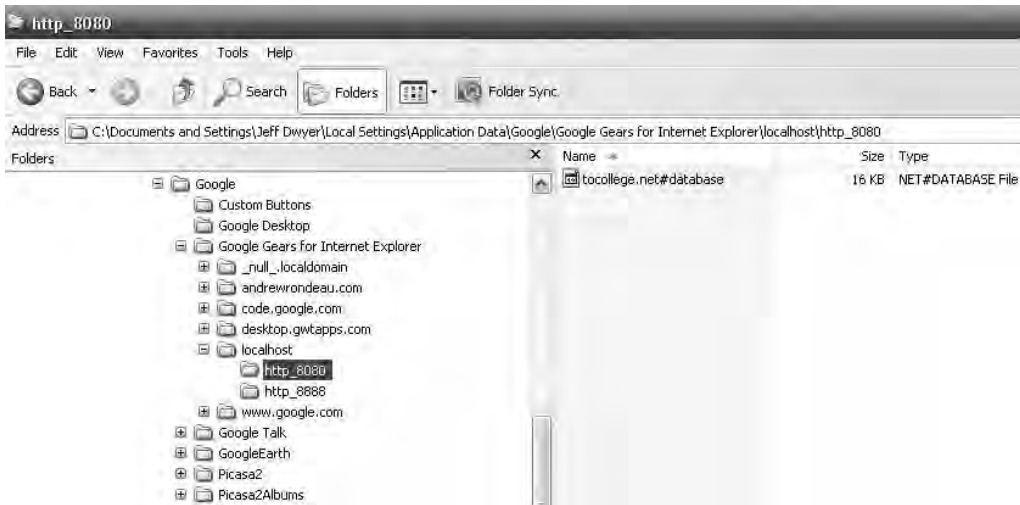 http_8080
File Edit View Favorites Tools Help
Back Search Folders Folder Sync
Address C:\Documents and Settings\Jeff Dwyer\Local Settings\Application Data\Google\Google Gears for Internet Explorer\localhost\http_8080
Folders x Name Size Type
Google tocollege.net#database 16 KB NET#DATABASE File
Custom Buttons
Google Desktop
Google Gears for Internet Explorer
_null_.localdomain
andrewrondeau.com
code.google.com
desktop.gwtapps.com
localhost
http_8080
http_8888
www.google.com
Google Talk
GoogleEarth
Picasa2
Picasa2Albums